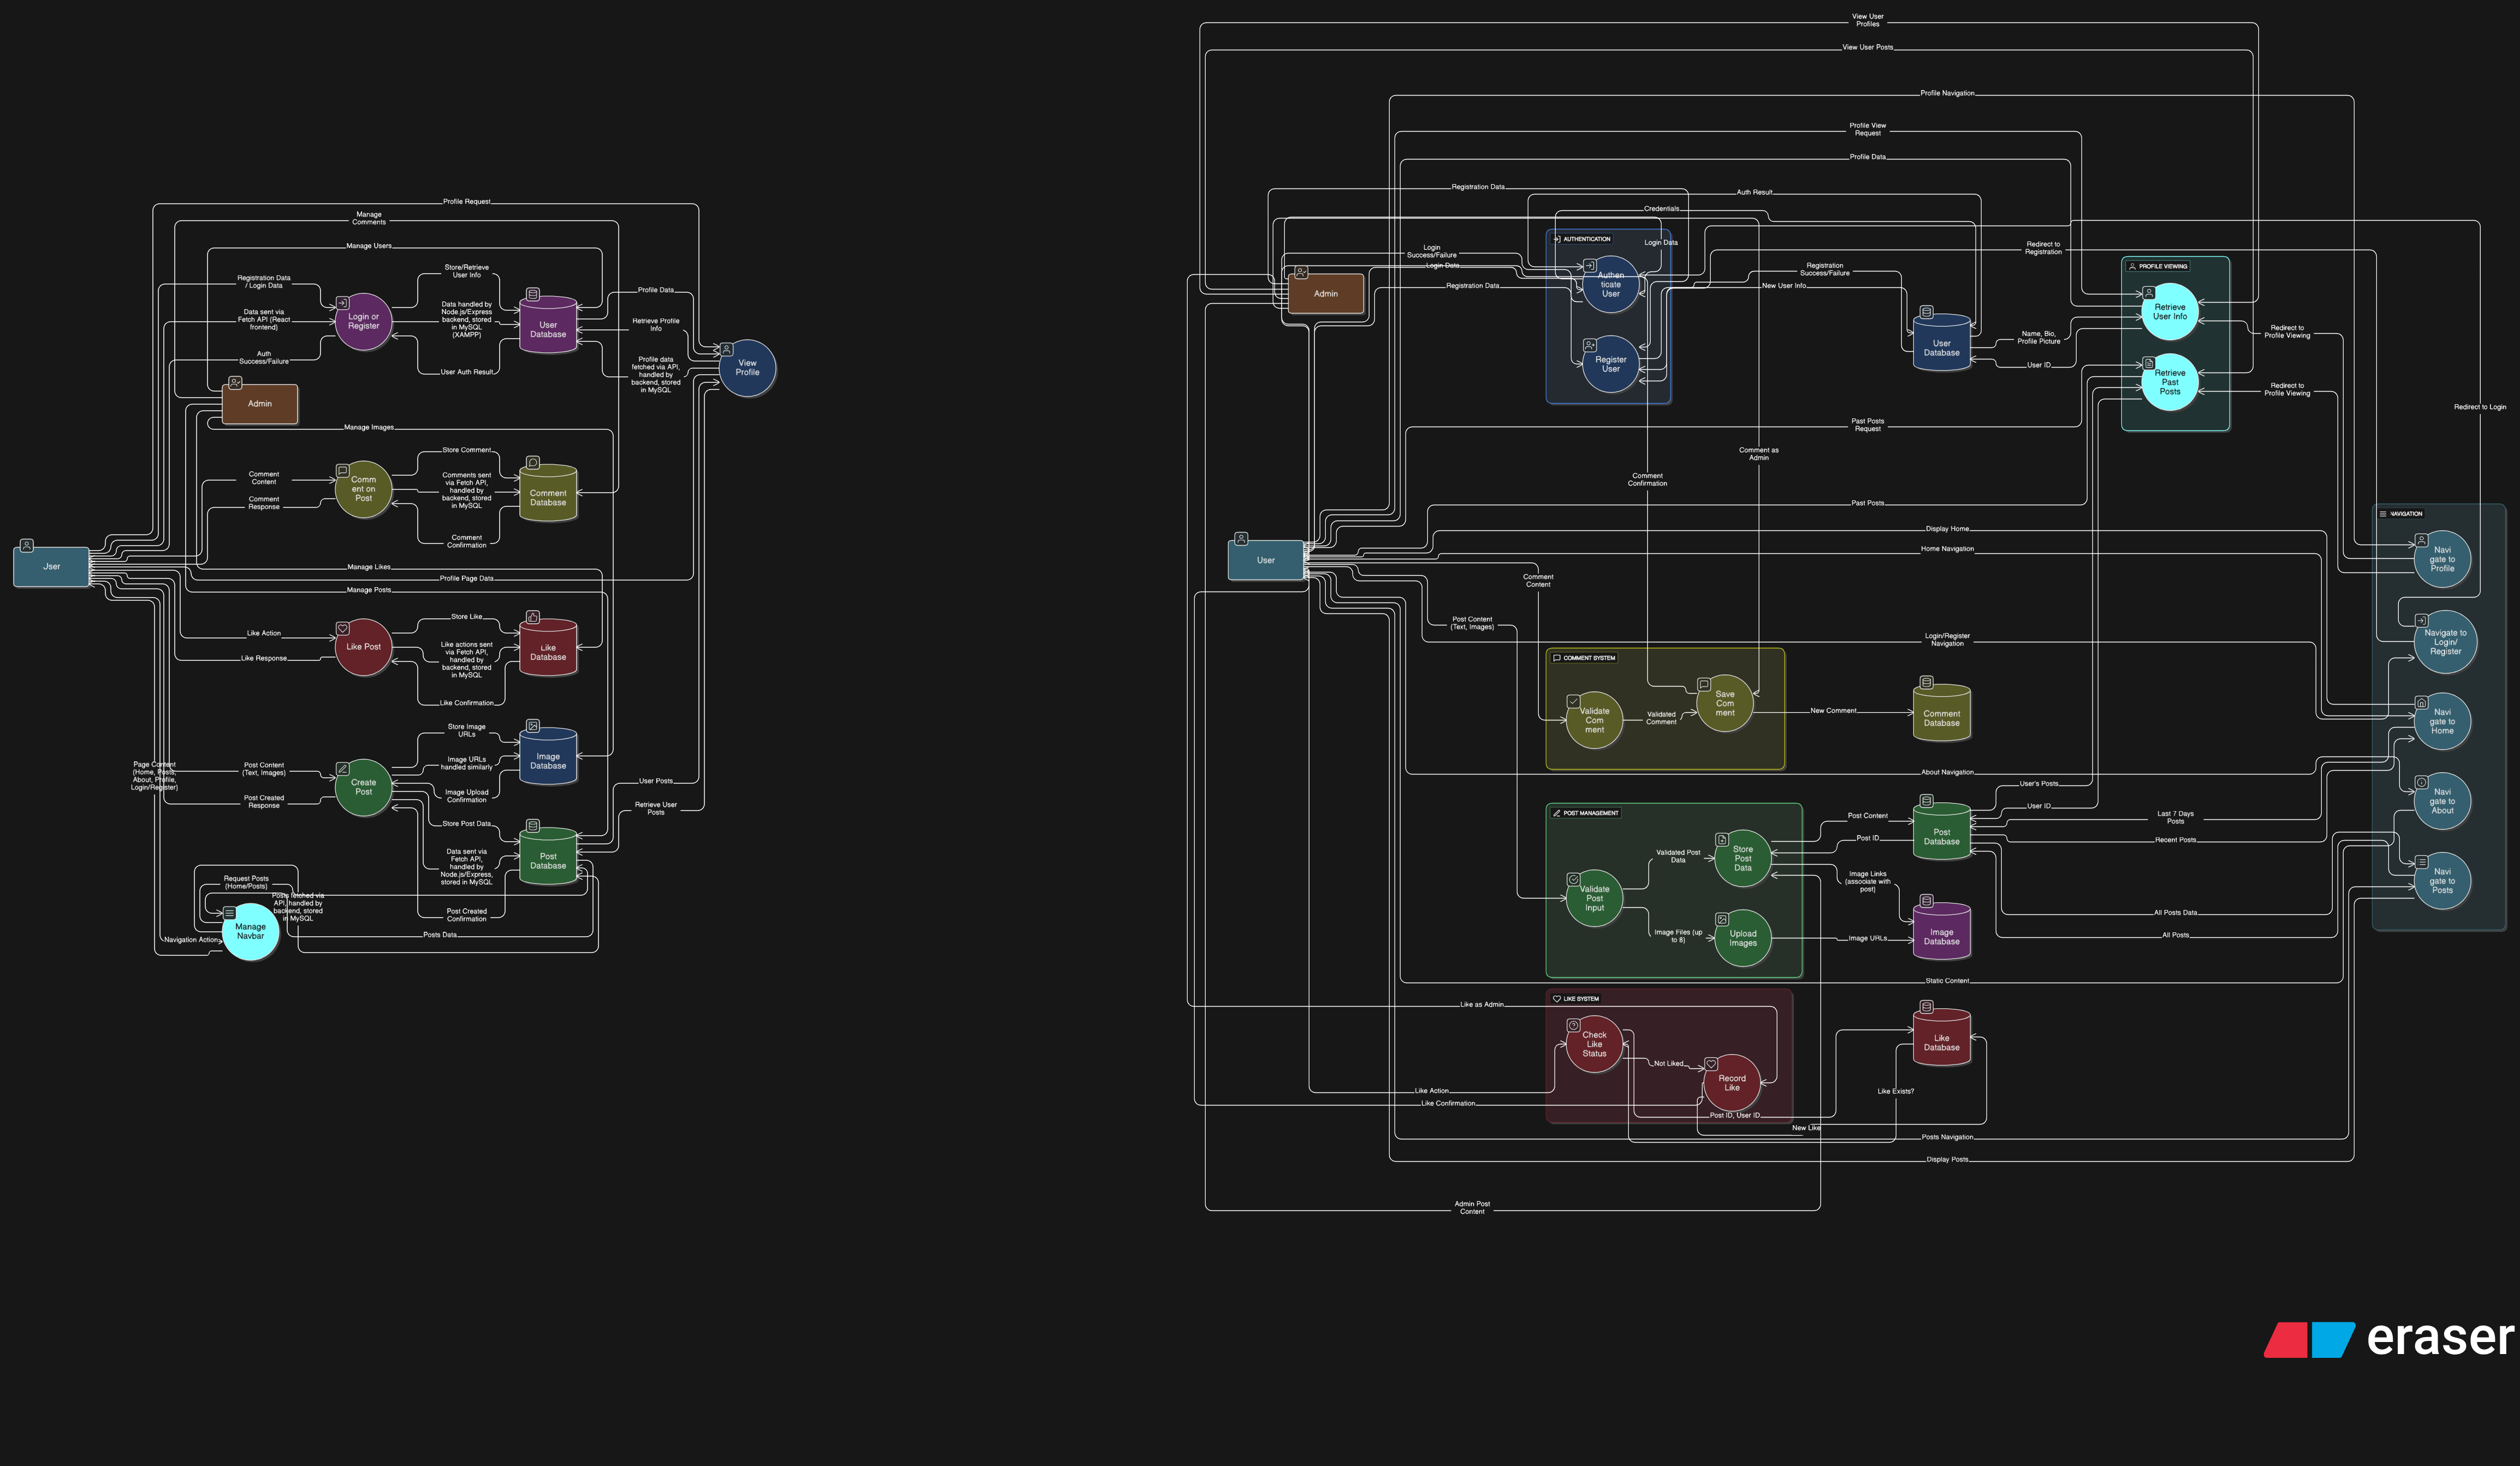 Profile Request
Manage
Comments
Manage Users
Registration Data
/ Login Data
Store/Retrieve
User Info
Data sent via
Fetch API (React
frontend)
Login or
Register
Data handled by
Node.js/Express
backend, stored
in MySQL
(XAMPP)
User
Database
Profile Data
Retrieve Profile
Info
Auth
Success/Failure
User Auth Result
Profile data
fetched via API,
handled by
backend, stored
in MySQL
View
Profile
Admin
Manage Images
Comment
Content
Comment
Response
Comm
ent on
Post
Store Comment
Comments sent
via Fetch API,
handled by
backend, stored
in MySQL
Comment
Confirmation
Comment
Database
Jser
Manage Likes
Profile Page Data
Manage Posts
Like Action
Like Response
Like Post
Store Like
Like actions sent
via Fetch API,
handled by
backend, stored
in MySQL
Like Confirmation
Like
Database
Page Content
(Home, Posts,
About, Profile,
Login/Register)
Post Content
(Text, Images)
Post Created
Response
Create
Post
Store Image
URLs
Image URLs
handled similarly
Image Upload
Confirmation
Image
Database
User Posts
Retrieve User
Posts
Store Post Data
Data sent via
Fetch API,
handled by
Node.js/Express,
stored in MySQL
Post Created
Confirmation
Post
Database
Request Posts
(Home/Posts)
Posts fetched via
API, handled by
backend, stored
in MySQL
Navigation Action
Manage
Navbar
Posts Data
View User
Profiles
View User Posts
Profile Navigation
Profile View
Request
Profile Data
Registration Data
Auth Result
Credentials
Login Data
Login
Success/Failure
Login Data
Registration Data
Admin
AUTHENTICATION
Authen
ticate
User
Register
User
Registration
Success/Failure
New User Info
User
Database
Name, Bio,
Profile Picture
User ID
Redirect to
Registration
PROFILE VIEWING
Retrieve
User Info
Retrieve
Past
Posts
Redirect to
Profile Viewing
Redirect to
Profile Viewing
Redirect to Login
Past Posts
Request
Comment as
Admin
Comment
Confirmation
Past Posts
Display Home
Home Navigation
User
Comment
Content
Post Content
(Text, Images)
Login/Register
Navigation
NAVIGATION
Navi
gate to
Profile
Navigate to
Login/
Register
Navi
gate to
Home
Navi
gate to
About
Navi
gate to
Posts
COMMENT SYSTEM
Validate
Com
ment
Validated
Comment
Save
Com
ment
New Comment
Comment
Database
About Navigation
POST MANAGEMENT
Validate
Post
Input
Validated Post
Data
Image Files (up
to 8)
Store
Post
Data
Upload
Images
Post Content
Post ID
Image Links
(associate with
post)
Image URLs
Post
Database
Image
Database
User's Posts
User ID
Last 7 Days
Posts
Recent Posts
All Posts Data
All Posts
Static Content
LIKE SYSTEM
Like as Admin
Check
Like
Status
Not Liked
Record
Like
Like Action
Like Confirmation
Post ID, User ID
New Like
Like Exists?
Like
Database
Posts Navigation
Display Posts
Admin Post
Content
eraser